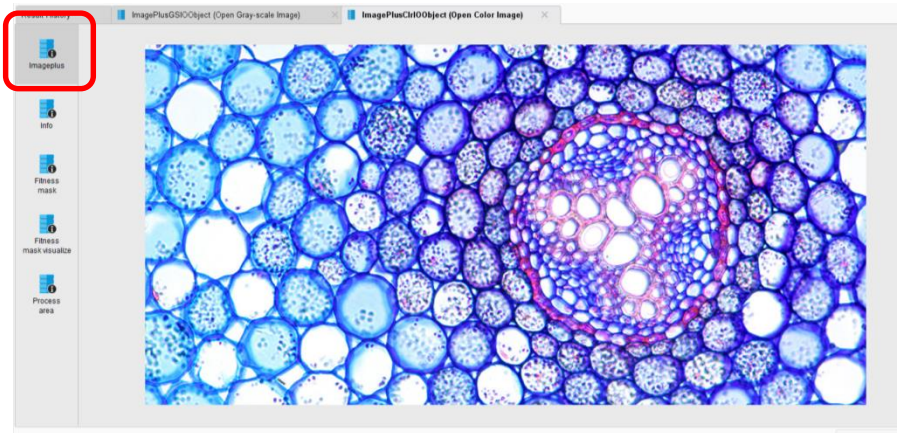 ImagePlusGSIOObject (Open Gray-scale Image)
ImagePlusClrIOObject (Open Color Image)
Imageplus
Info
Fitness
mask
Fitness
mask visualize
Process
area